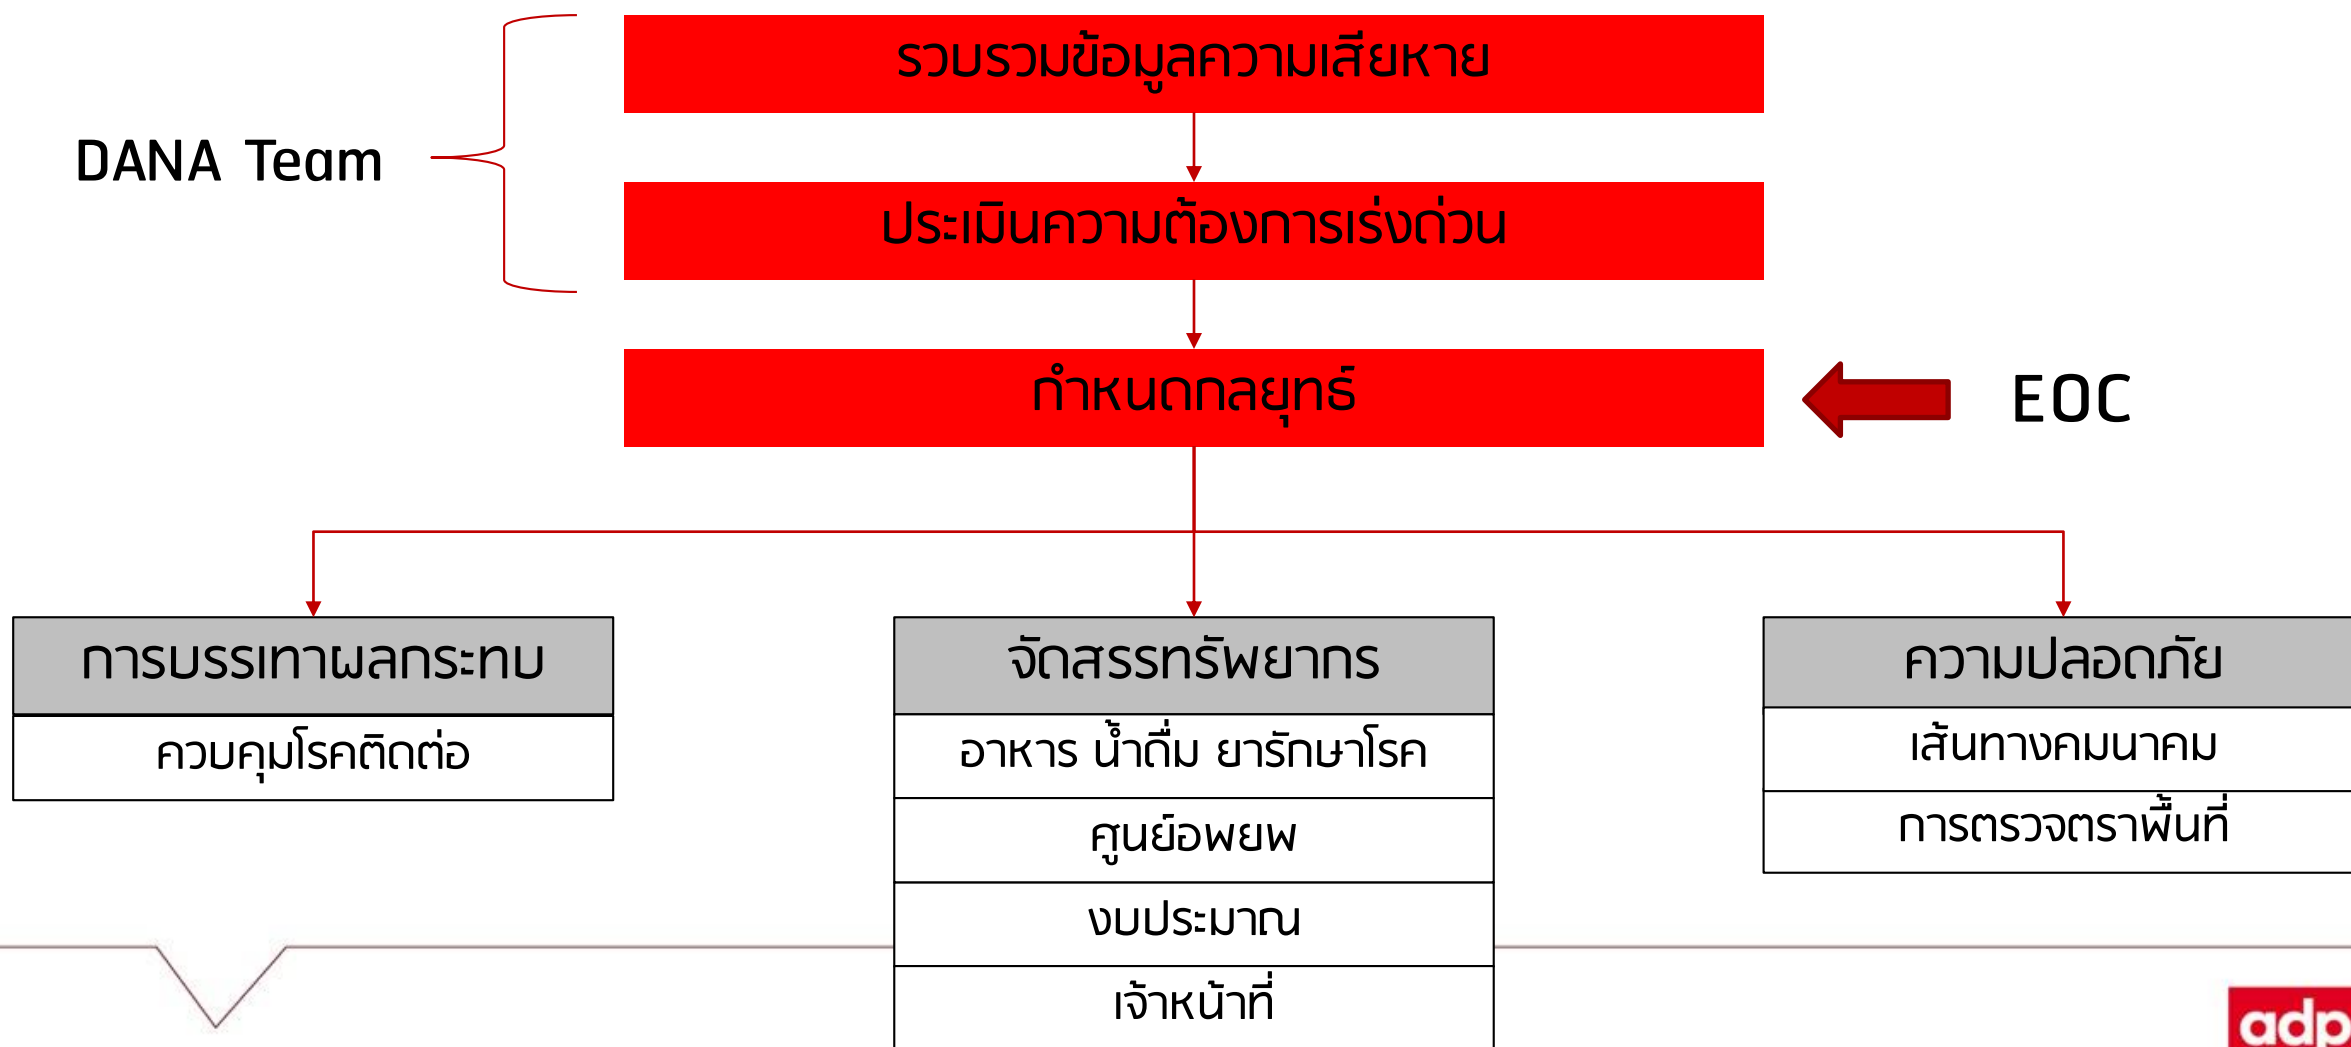 รวบรวมข้อมูลความเสียหาย
DANA Team
ประเมินความต้องการเร่งด่วน
กำหนดกลยุทธ์
EOC
การบรรเทาผลกระทบ
ควบคุมโรคติดต่อ
จัดสรรทรัพยากร
อาหาร น้ำดื่ม ยารักษาโรค
ศูนย์อพยพ
งบประมาณ
เจ้าหน้าที่
ความปลอดภัย
เส้นทางคมนาคม
การตรวจตราพื้นที่
adp